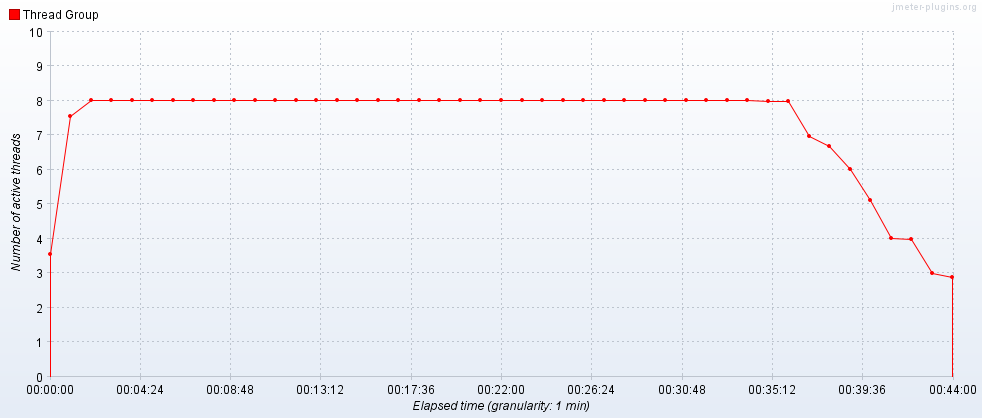 jmeter-plugins.org
Thread Group
10
9
8
7
6
5
4
3
2
1
0
Number of active threads
00:00:00 00:04:24 00:08:48 00:13:12 00:17:36 00:22:00 00:26:24 00:30:48 00:35:12 00:39:36 00:44:00
Elapsed time (granularity: 1 min)